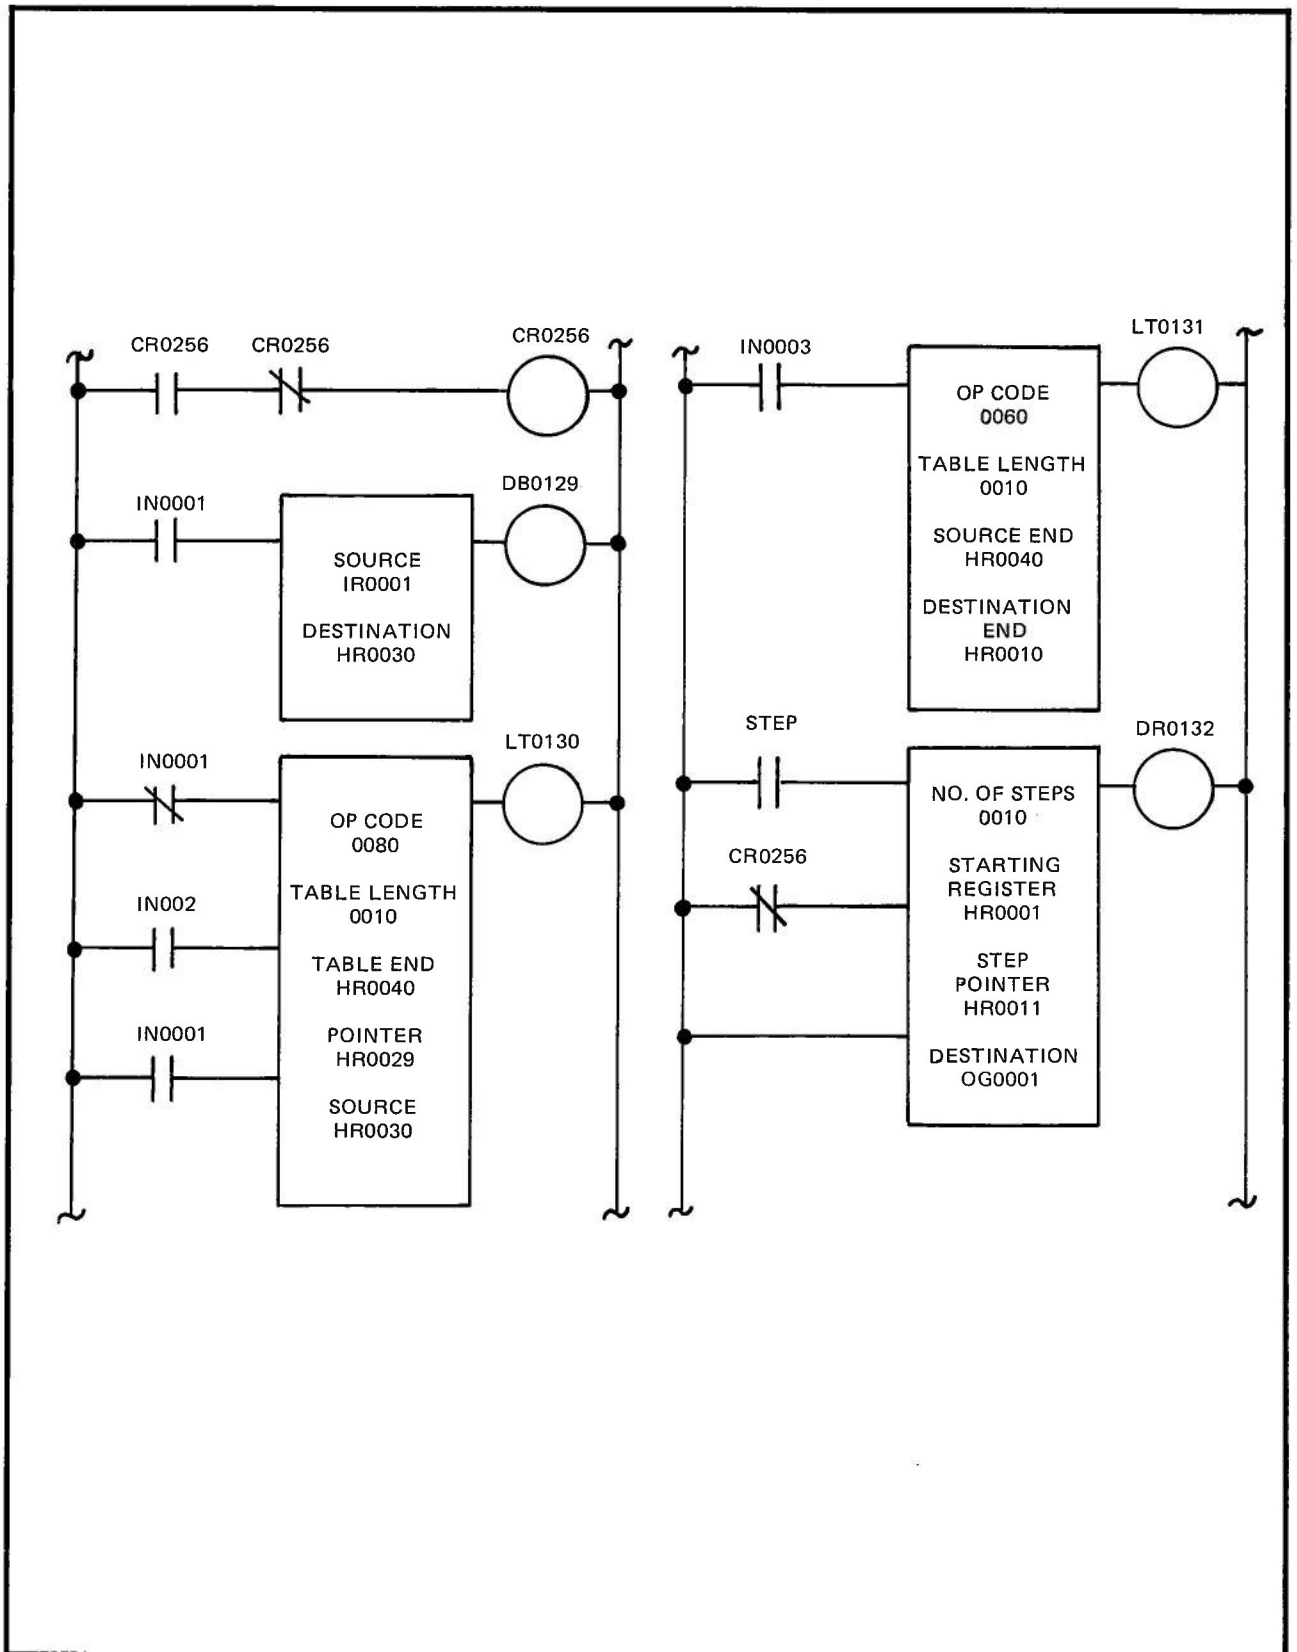 CR0256 CR0256 CR0256
IN0001
DB0129
SOURCE
IR0001
DESTINATION
HR0030
IN0001
LT0130
OP CODE
0080
TABLE LENGTH
0010
TABLE END
HR0040
POINTER
HR0029
SOURCE
HR0030
IN002
IN0001
IN0003
LT0131
OP CODE
0060
TABLE LENGTH
0010
SOURCE END
HR0040
DESTINATION
END
HR0010
STEP
DR0132
CR0256
NO. OF STEPS
0010
STARTING
REGISTER
HR0001
STEP
POINTER
HR0011
DESTINATION
OG0001